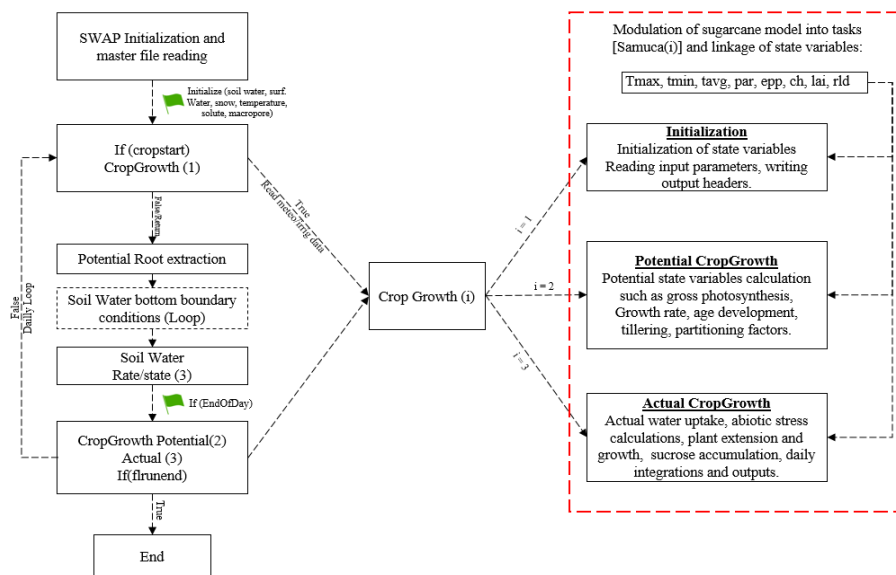 SWAP Initialization and
master file reading
Initialize (soil water, surf.
Water, snow, temperature,
solute, macropore)
If (cropstart)
CropGrowth (1)
False/Return
True
Read meteo/irrig data
Potential Root extraction
Soil Water bottom boundary
conditions (Loop)
Soil Water
Rate/state (3)
If (EndOfDay)
False
Dailly Loop
CropGrowth Potential(2)
Actual (3)
If(flrunend)
True
End
Crop Growth (i)
i = 1
i = 2
i = 3
Modulation of sugarcane model into tasks
[Samuca(i)] and linkage of state variables:
Tmax, tmin, tavg, par, epp, ch, lai, rld
Initialization
Initialization of state variables
Reading input parameters, writing
output headers.
Potential CropGrowth
Potential state variables calculation
such as gross photosynthesis,
Growth rate, age development,
tillering, partitioning factors.
Actual CropGrowth
Actual water uptake, abiotic stress
calculations, plant extension and
growth, sucrose accumulation, daily
integrations and outputs.